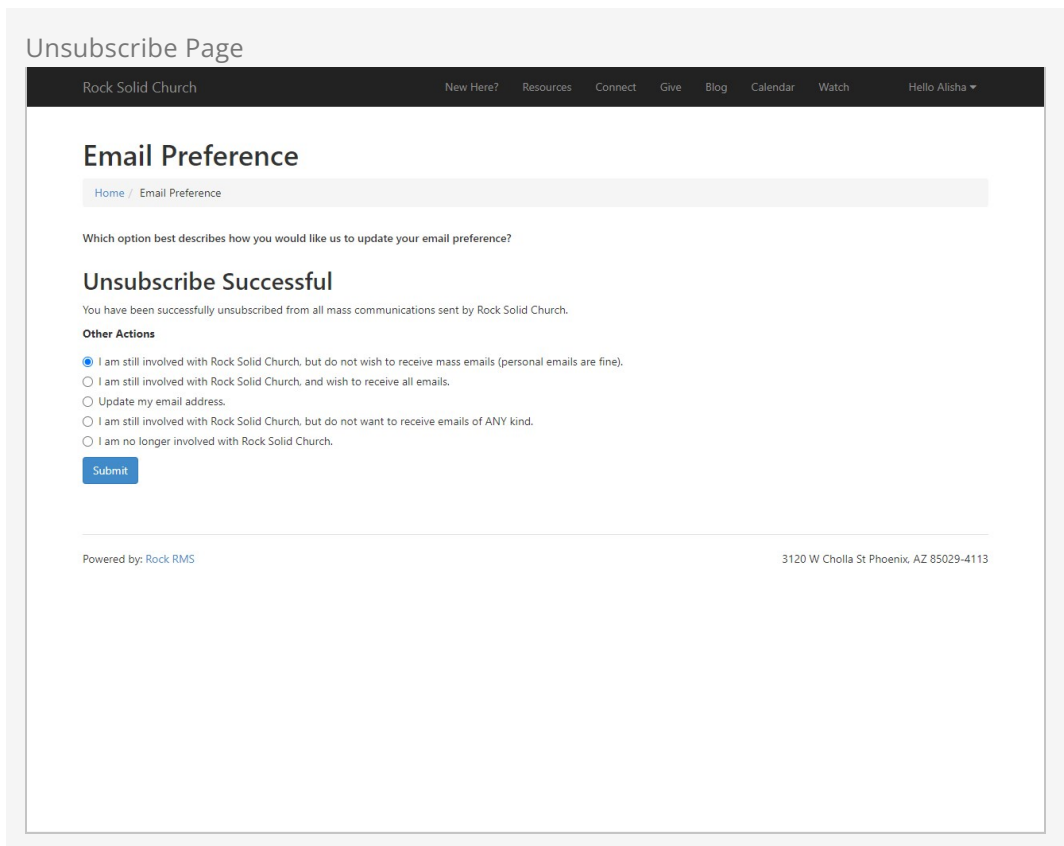 Unsubscribe Page
Rock Solid Church New Here? Resources Connect Give Blog Calendar Watch Hello Alisha
Email Preference
Home / Email Preference
Which option best describes how you would like us to update your email preference?
Unsubscribe Successful
You have been successfully unsubscribed from all mass communications sent by Rock Solid Church.
Other Actions
I am still involved with Rock Solid Church, but do not wish to receive mass emails (personal emails are fine).
I am still involved with Rock Solid Church, and wish to receive all emails.
Update my email address.
I am still involved with Rock Solid Church, but do not want to receive emails of ANY kind.
I am no longer involved with Rock Solid Church.
Submit
Powered by: Rock RMS 3120 W Cholla St Phoenix, AZ 85029-4113